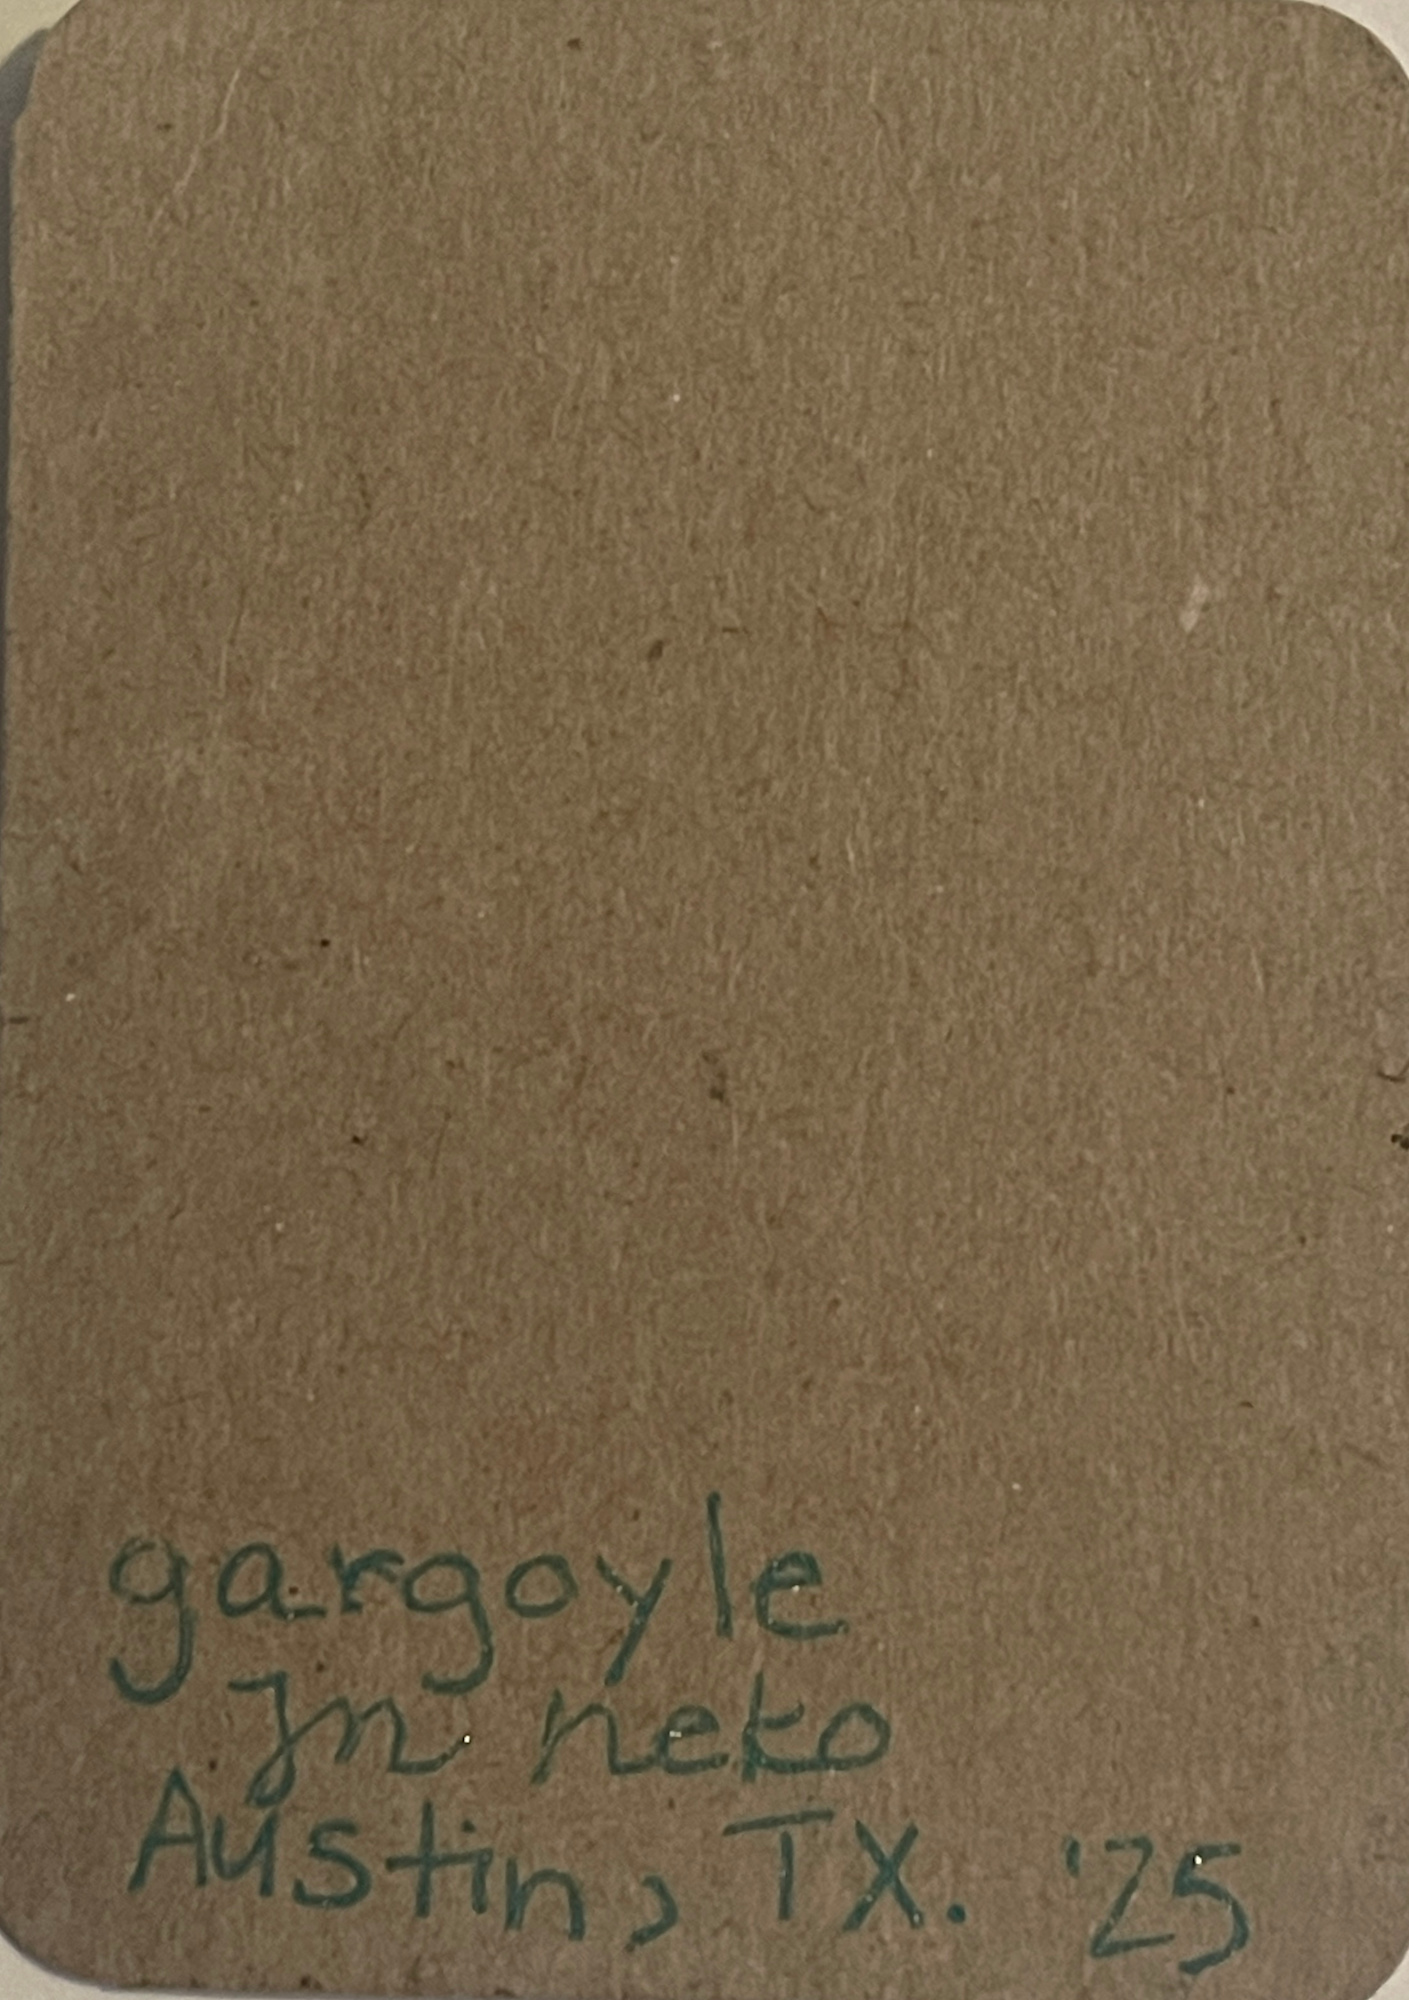 gargoyle
Jn neko
Austin, TX. '25